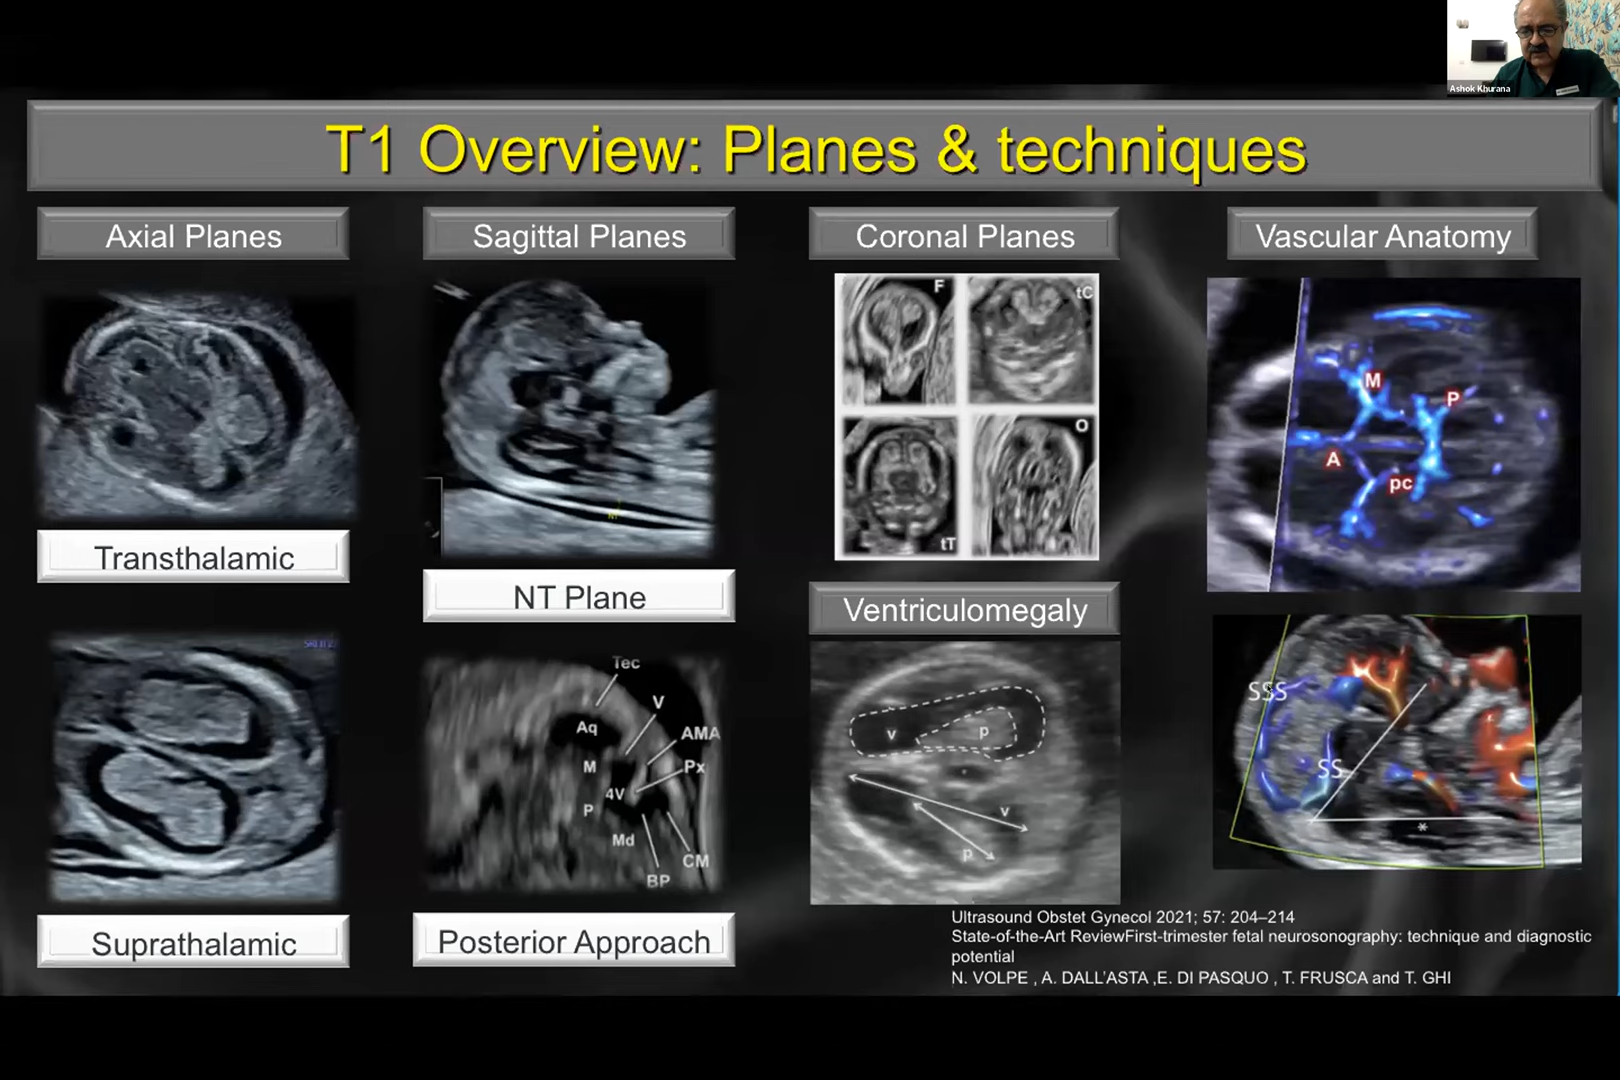 Ashok Khurana
T1 Overview: Planes & techniques
Axial Planes
Transthalamic
Suprathalamic
Sagittal Planes
NT
NT Plane
Tec
V
Aq
AMA
M
Px
4V
P
Md
CM
BP
Posterior Approach
Coronal Planes
F
tC
tT
O
Ventriculomegaly
v
p
v
p
Vascular Anatomy
M
P
A
pc
SSS
SS
*
Ultrasound Obstet Gynecol 2021; 57: 204–214
State-of-the-Art ReviewFirst-trimester fetal neurosonography: technique and diagnostic
potential
N. VOLPE , A. DALL'ASTA ,E. DI PASQUO , T. FRUSCA and T. GHI